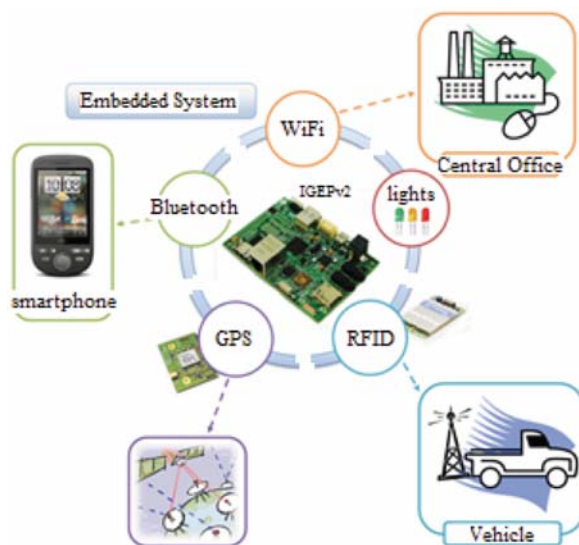 Embedded System
WiFi
Central Office
IGEPv2
lights
Bluetooth
smartphone
GPS
RFID
Vehicle